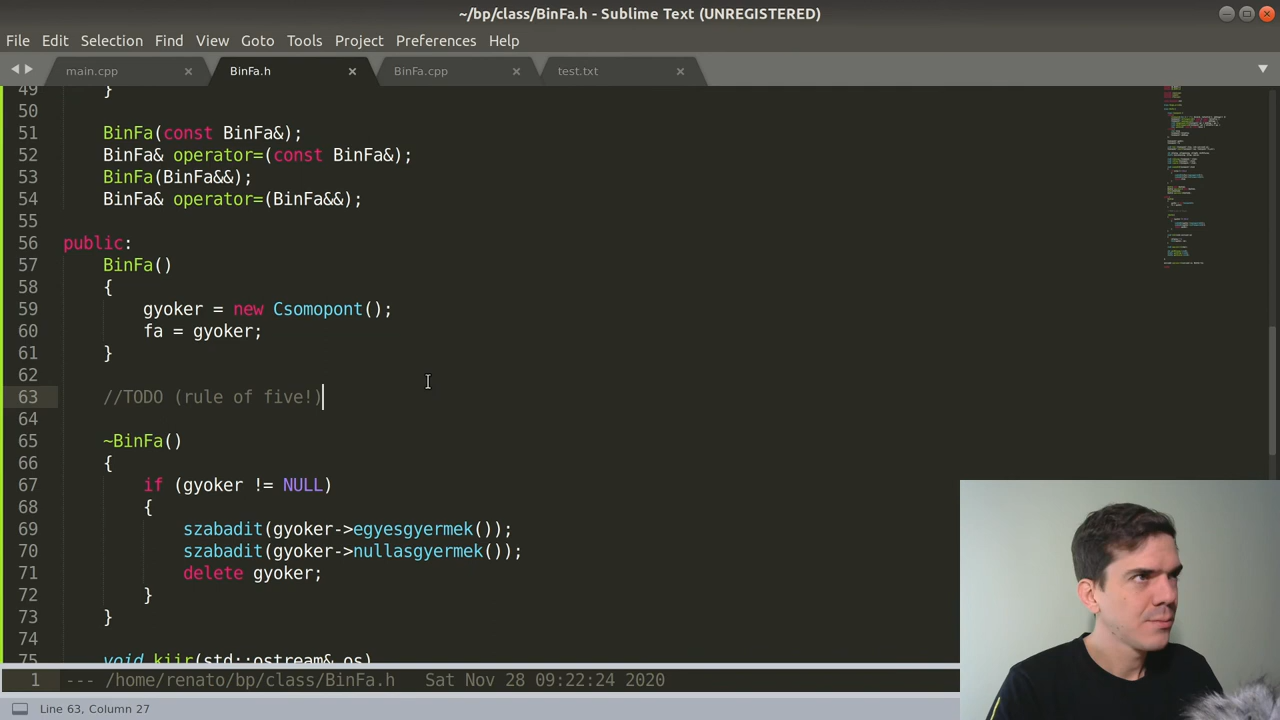 ~/bp/class/BinFa.h - Sublime Text (UNREGISTERED)
File Edit Selection Find View Goto Tools Project Preferences Help
main.cpp BinFa.h BinFa.cpp test.txt
49 }
50
51 BinFa(const BinFa&);
52 BinFa& operator=(const BinFa&);
53 BinFa(BinFa&&);
54 BinFa& operator=(BinFa&&);
55
56 public:
57 BinFa()
58 {
59 gyoker = new Csomopont();
60 fa = gyoker;
61 }
62
63 //TODO (rule of five!)
64
65 ~BinFa()
66 {
67 if (gyoker != NULL)
68 {
69 szabadit(gyoker->egyesgyermek());
70 szabadit(gyoker->nullasgyermek());
71 delete gyoker;
72 }
73 }
74
75 void kiir(std::ostream& os)
1 --- /home/renato/bp/class/BinFa.h Sat Nov 28 09:22:24 2020
Line 63, Column 27